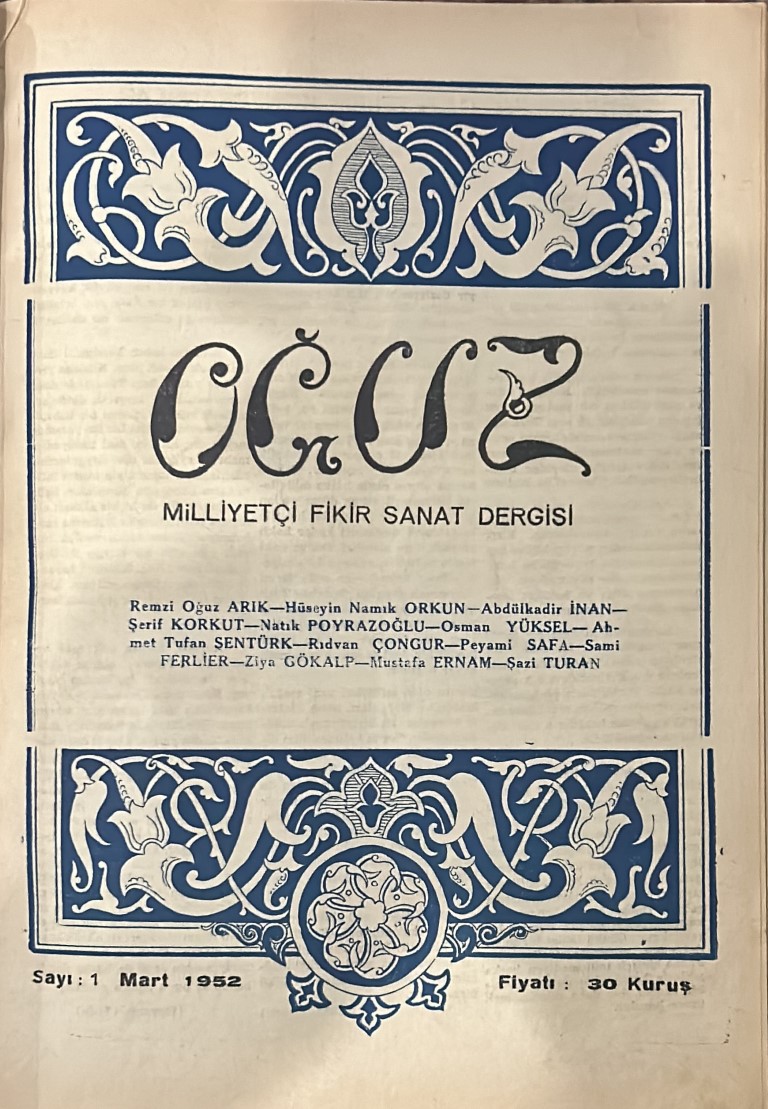 OĞUZ
MiLLİYETÇİ FİKİR SANAT DERGİSİ
Remzi Oğuz ARIK—Hüseyin Namık ORKUN—Abdülkadir İNAN—
Şerif KORKUT—Natık POYRAZOĞLU—Osman YÜKSEL— Ah-
met Tufan ŞENTÜRK—Rıdvan ÇONGUR—Peyami SAFA—Sami
FERLİER—Ziya GÖKALP—Mustafa ERNAM—Şazi TURAN
Sayı : 1 Mart 1952
Fiyatı : 30 Kuruş